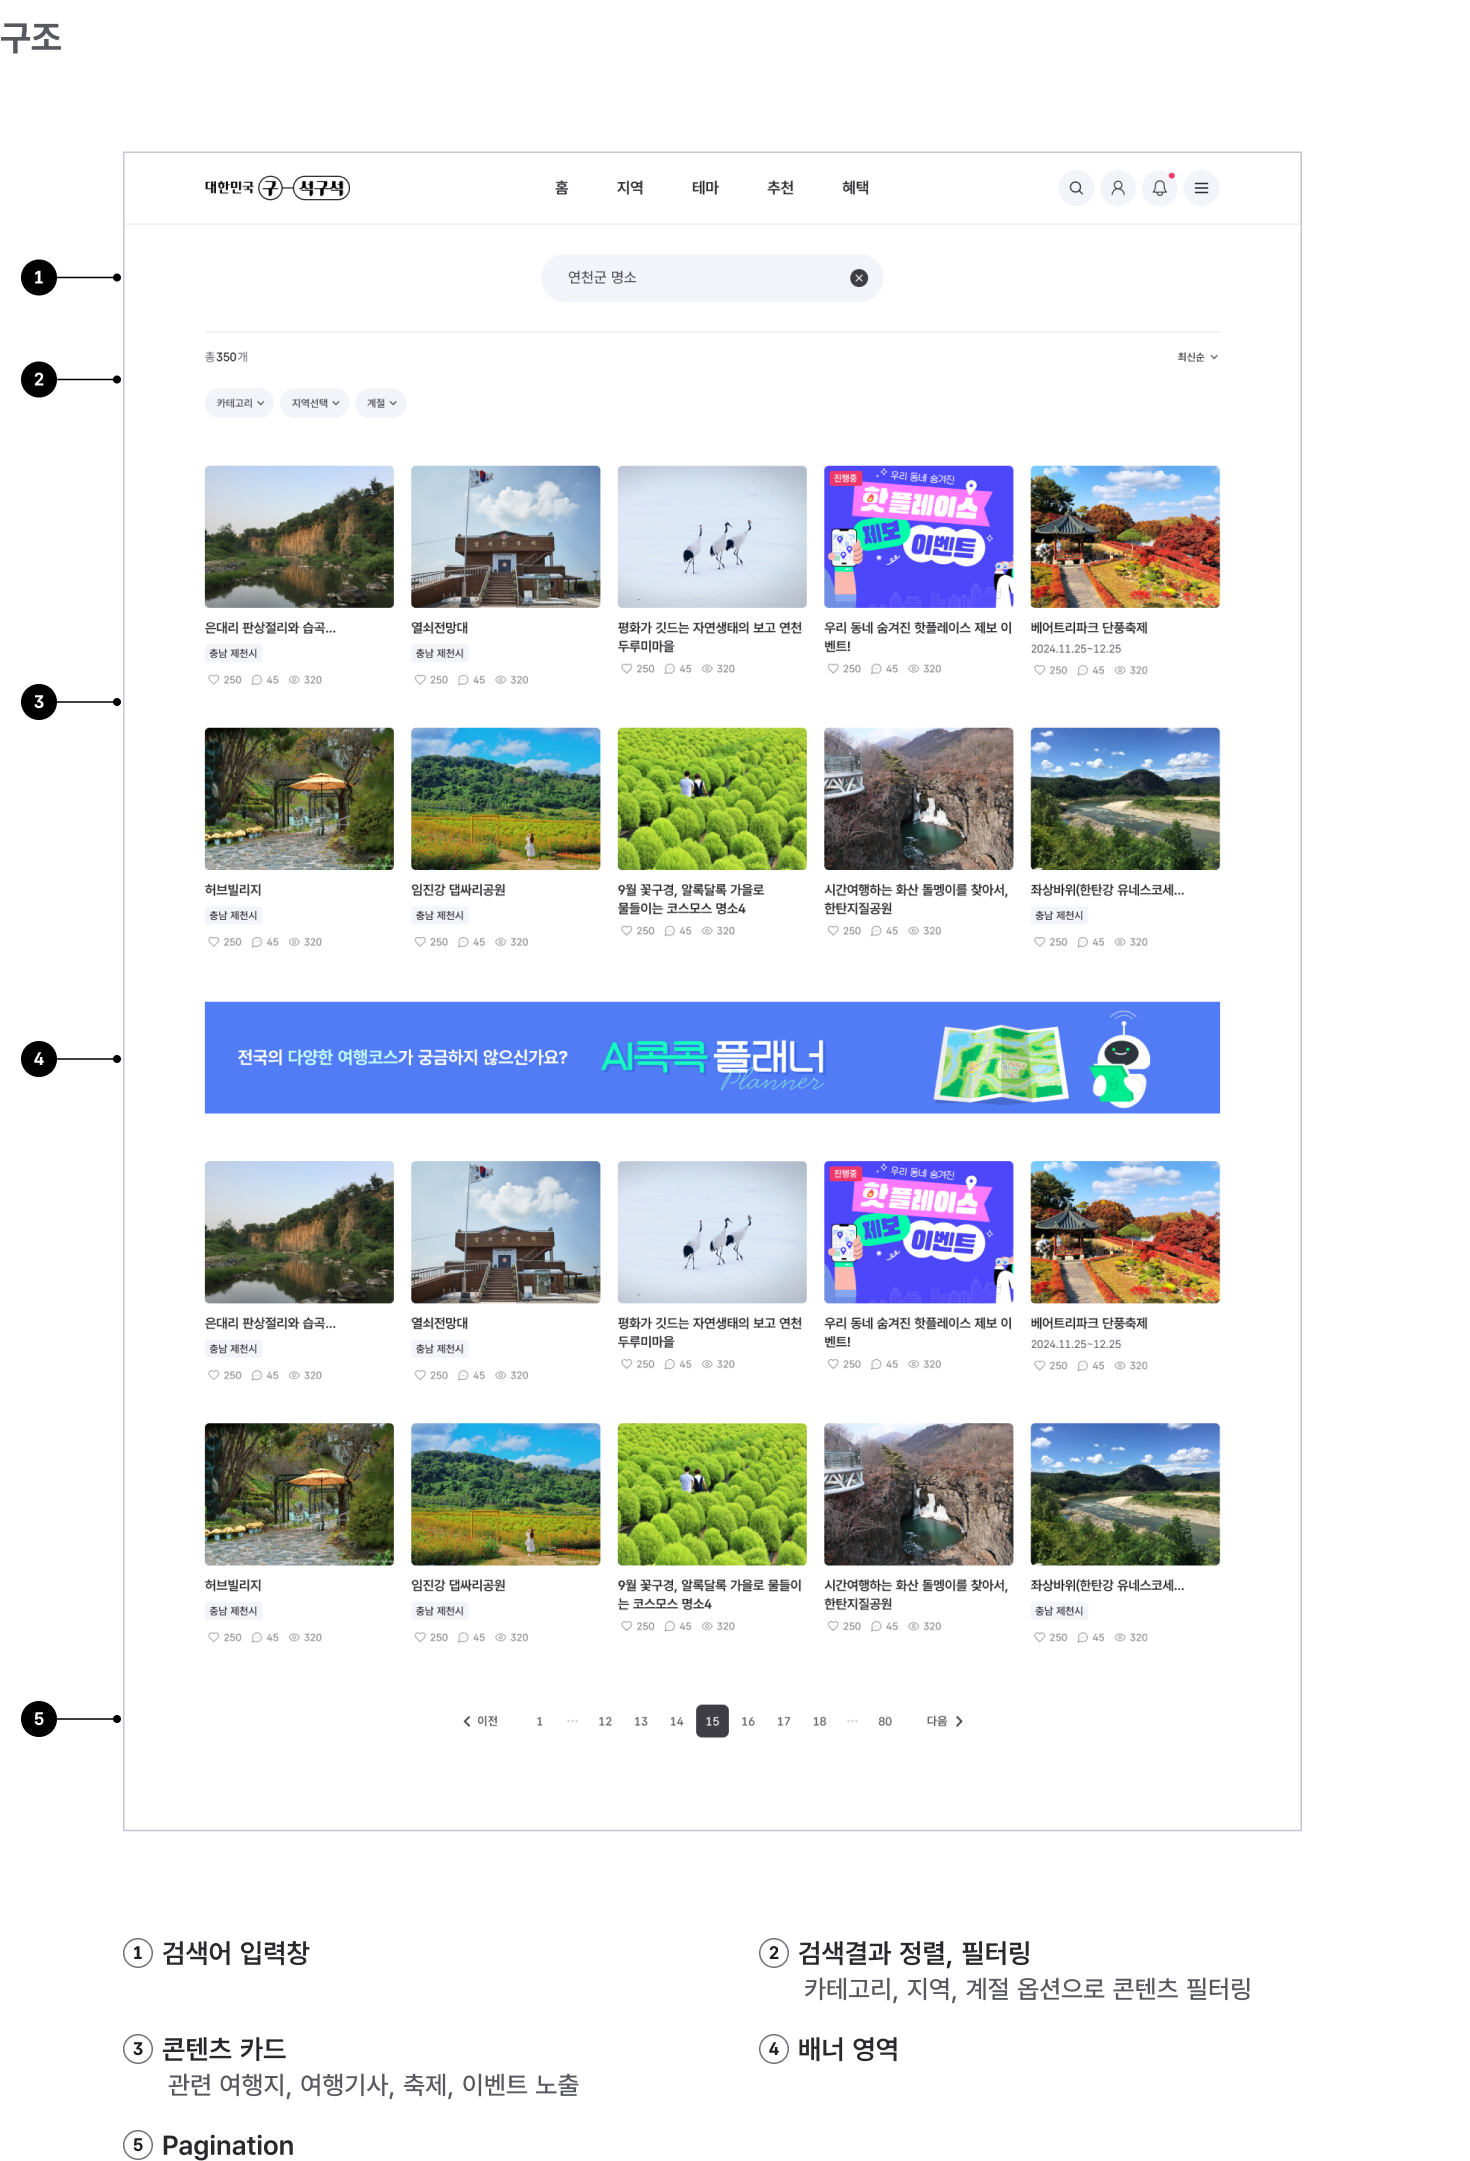 구조
대한민국 구석구석
홈 지역 테마 추천 혜택
1
연천군 명소
총350개 최신순
2
카테고리 지역선택 계절
진행중 우리 동네 숨겨진
핫플레이스
제보 이벤트
은대리 판상절리와 습곡... 열쇠전망대 평화가 깃드는 자연생태의 보고 연천 우리 동네 숨겨진 핫플레이스 제보 이 베어트리파크 단풍축제
두루미마을 벤트! 2024.11.25~12.25
충남 제천시 충남 제천시
250 45 320 250 45 320 250 45 320 250 45 320 250 45 320
3
허브빌리지 임진강 댑싸리공원 9월 꽃구경, 알록달록 가을로 시간여행하는 화산 돌멩이를 찾아서, 좌상바위(한탄강 유네스코세...
물들이는 코스모스 명소4 한탄지질공원
충남 제천시 충남 제천시 충남 제천시
250 45 320 250 45 320 250 45 320 250 45 320 250 45 320
4
전국의 다양한 여행코스가 궁금하지 않으신가요? AI콕콕 플래너
Planner
진행중 우리 동네 숨겨진
핫플레이스
제보 이벤트
은대리 판상절리와 습곡... 열쇠전망대 평화가 깃드는 자연생태의 보고 연천 우리 동네 숨겨진 핫플레이스 제보 이 베어트리파크 단풍축제
두루미마을 벤트! 2024.11.25~12.25
충남 제천시 충남 제천시
250 45 320 250 45 320 250 45 320 250 45 320 250 45 320
허브빌리지 임진강 댑싸리공원 9월 꽃구경, 알록달록 가을로 물들이 시간여행하는 화산 돌멩이를 찾아서, 좌상바위(한탄강 유네스코세...
는 코스모스 명소4 한탄지질공원
충남 제천시 충남 제천시 충남 제천시
250 45 320 250 45 320 250 45 320 250 45 320 250 45 320
5
이전 1 ··· 12 13 14 15 16 17 18 ··· 80 다음
1 검색어 입력창
2 검색결과 정렬, 필터링
카테고리, 지역, 계절 옵션으로 콘텐츠 필터링
3 콘텐츠 카드
관련 여행지, 여행기사, 축제, 이벤트 노출
4 배너 영역
5 Pagination